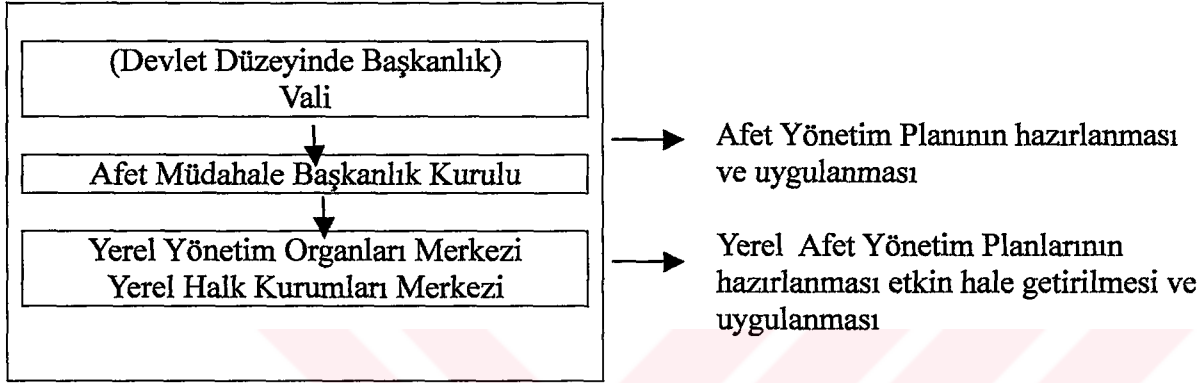 (Devlet Düzeyinde Başkanlık)
Vali
Afet Müdahale Başkanlık Kurulu
Yerel Yönetim Organları Merkezi
Yerel Halk Kurumları Merkezi
Afet Yönetim Planının hazırlanması
ve uygulanması
Yerel Afet Yönetim Planlarının
hazırlanması etkin hale getirilmesi ve
uygulanması